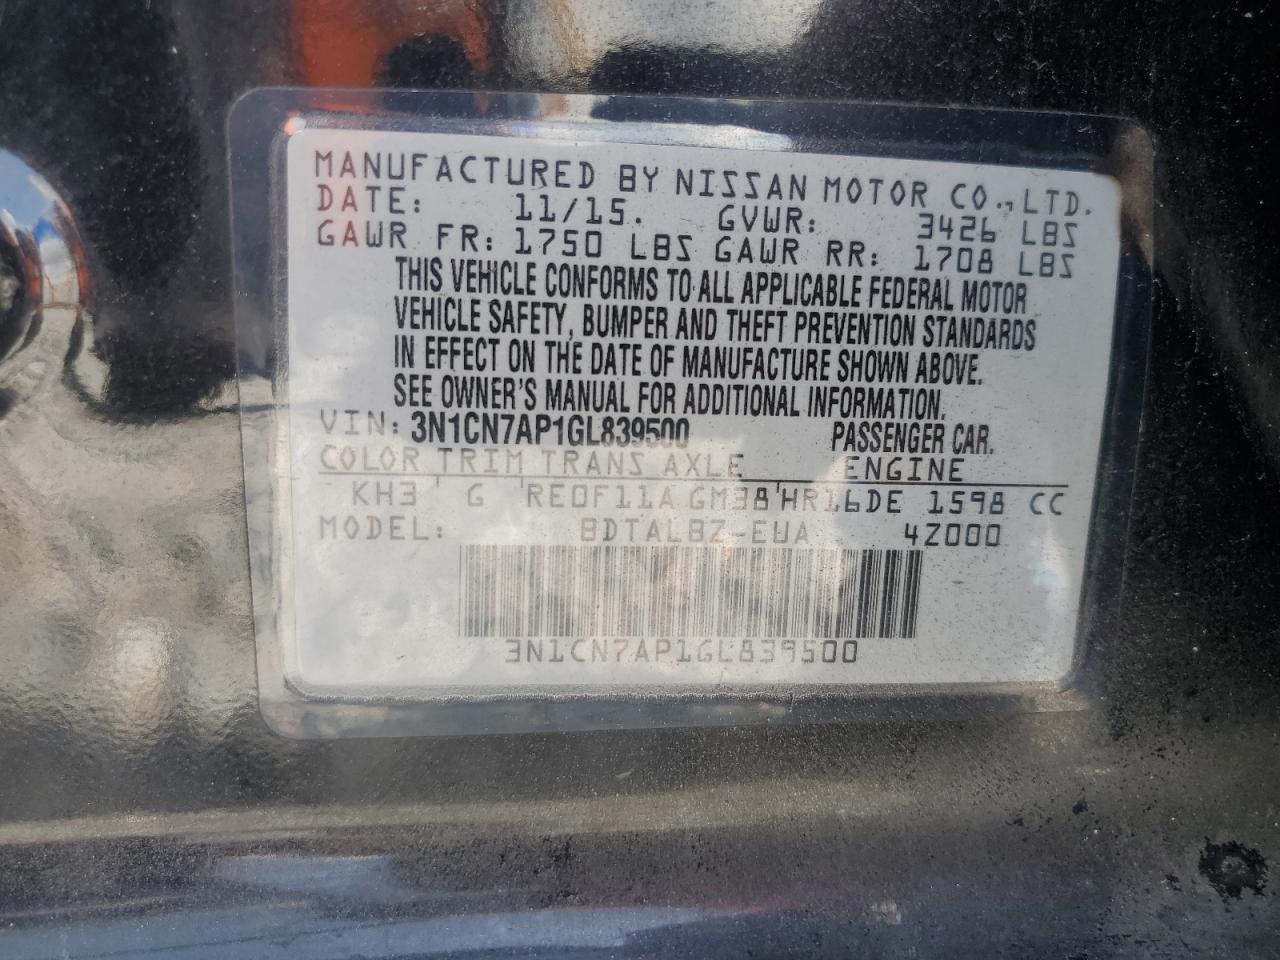 MANUFACTURED BY NISSAN MOTOR CO.,LTD.
DATE: 11/15. GVWR: 3426 LBS
GAWR FR: 1750 LBS GAWR RR: 1708 LBS
THIS VEHICLE CONFORMS TO ALL APPLICABLE FEDERAL MOTOR
VEHICLE SAFETY, BUMPER AND THEFT PREVENTION STANDARDS
IN EFFECT ON THE DATE OF MANUFACTURE SHOWN ABOVE.
SEE OWNER'S MANUAL FOR ADDITIONAL INFORMATION.
VIN: 3N1CN7AP1GL839500 PASSENGER CAR.
COLOR TRIM TRANS AXLE ENGINE
KH3 G RE0F11A GM38 HR16DE 1598 CC
MODEL: BDTALBZ-EUA 4Z000
3N1CN7AP1GL839500